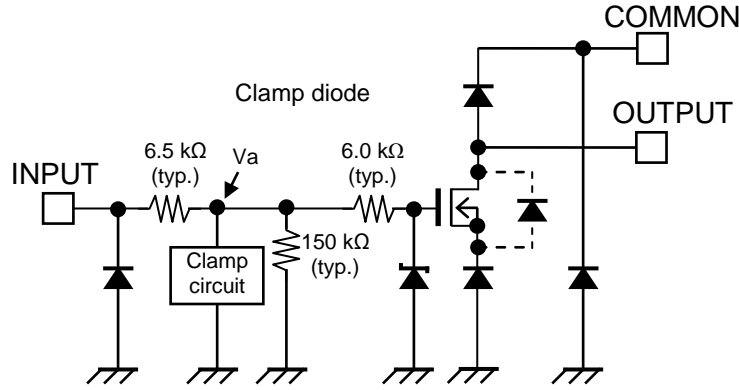 COMMON
Clamp diode
OUTPUT
6.5 kΩ
(typ.)
Va
6.0 kΩ
(typ.)
INPUT
150 kΩ
(typ.)
Clamp
circuit